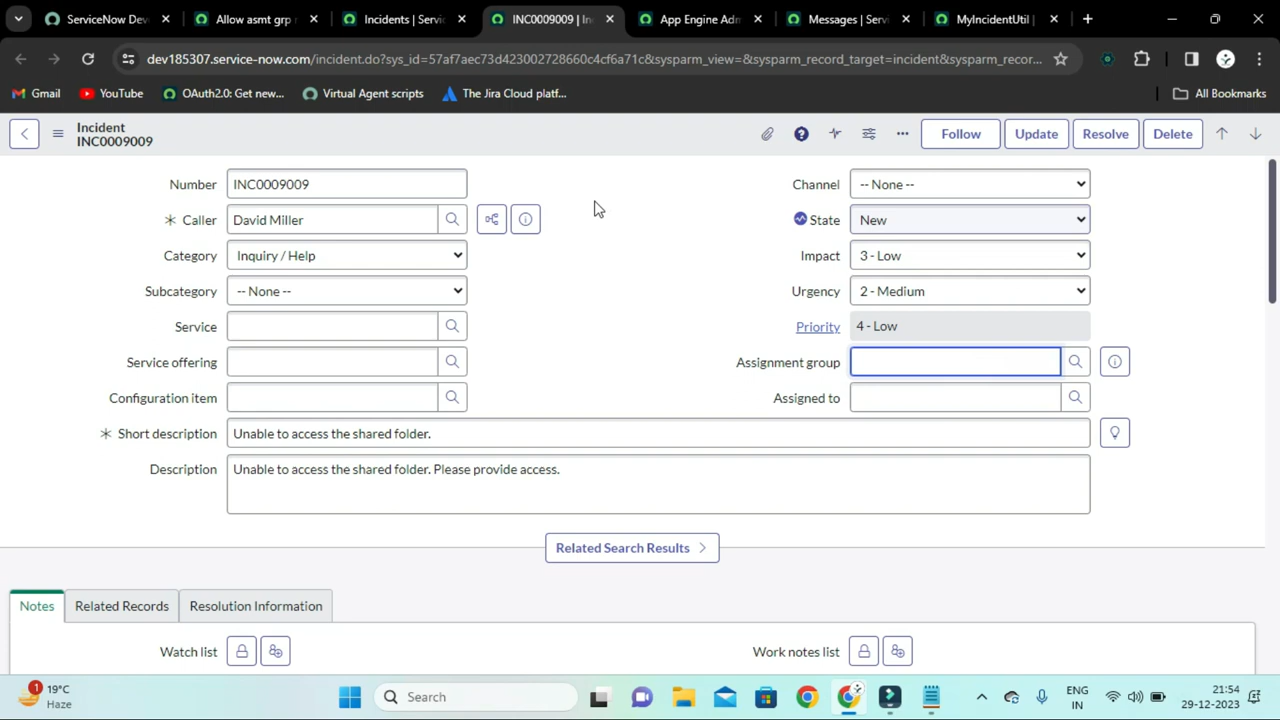 ServiceNow Dev
Allow asmt grp r
Incidents | Servi
INC0009009 | In
App Engine Adm
Messages | Servi
MyIncidentUtil |
dev185307.service-now.com/incident.do?sys_id=57af7aec73d423002728660c4cf6a71c&sysparm_view=&sysparm_record_target=incident&sysparm_recor...
Gmail
YouTube
OAuth2.0: Get new...
Virtual Agent scripts
The Jira Cloud platf...
All Bookmarks
Incident
INC0009009
Follow
Update
Resolve
Delete
Number
INC0009009
Channel
-- None --
Caller
David Miller
State
New
Category
Inquiry / Help
Impact
3 - Low
Subcategory
-- None --
Urgency
2 - Medium
Service
Priority
4 - Low
Service offering
Assignment group
Configuration item
Assigned to
Short description
Unable to access the shared folder.
Description
Unable to access the shared folder. Please provide access.
Related Search Results
Notes
Related Records
Resolution Information
Watch list
Work notes list
1
19°C
Haze
Search
ENG
IN
21:54
29-12-2023